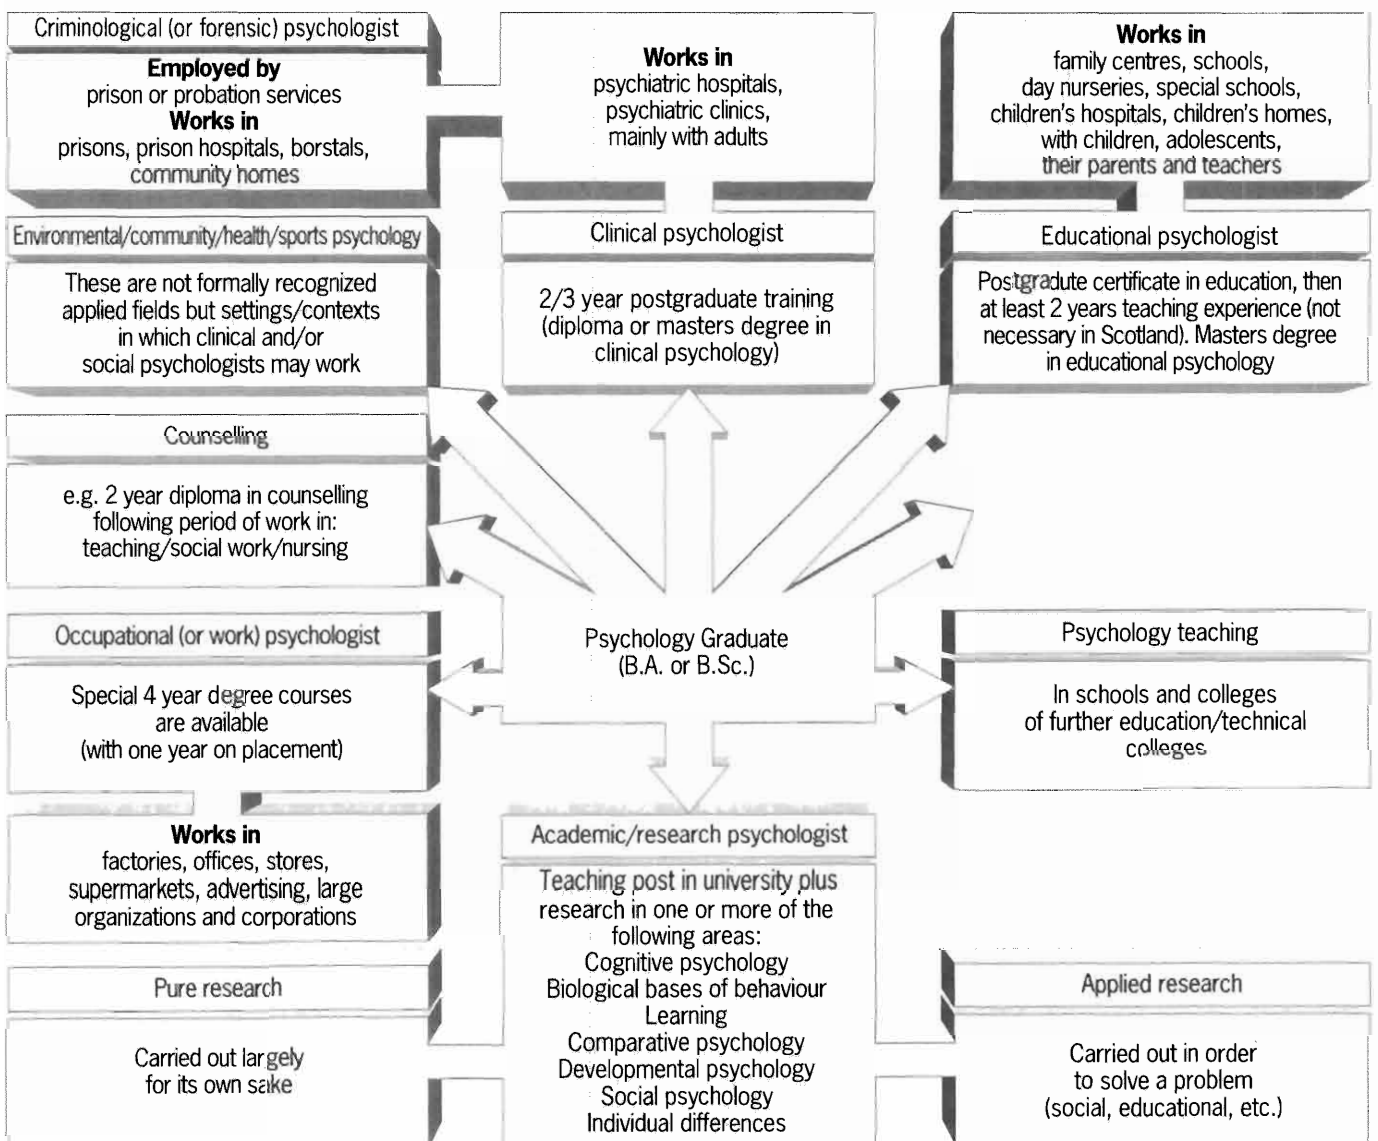 Criminological (or forensic) psychologist
Employed by
prison or probation services
Works in
prisons, prison hospitals, borstals,
community homes
Works in
psychiatric hospitals,
psychiatric clinics,
mainly with adults
Works in
family centres, schools,
day nurseries, special schools,
children's hospitals, children's homes,
with children, adolescents,
their parents and teachers
Environmental/community/health/sports psychology
These are not formally recognized
applied fields but settings/contexts
in which clinical and/or
social psychologists may work
Clinical psychologist
2/3 year postgraduate training
(diploma or masters degree in
clinical psychology)
Educational psychologist
Postgradute certificate in education, then
at least 2 years teaching experience (not
necessary in Scotland). Masters degree
in educational psychology
Counselling
e.g. 2 year diploma in counselling
following period of work in:
teaching/social work/nursing
Psychology Graduate
(B.A. or B.Sc.)
Occupational (or work) psychologist
Special 4 year degree courses
are available
(with one year on placement)
Psychology teaching
In schools and colleges
of further education/technical
colleges
Works in
factories, offices, stores,
supermarkets, advertising, large
organizations and corporations
Academic/research psychologist
Teaching post in university plus
research in one or more of the
following areas:
Cognitive psychology
Biological bases of behaviour
Learning
Comparative psychology
Developmental psychology
Social psychology
Individual differences
Pure research
Carried out largely
for its own sake
Applied research
Carried out in order
to solve a problem
(social, educational, etc.)